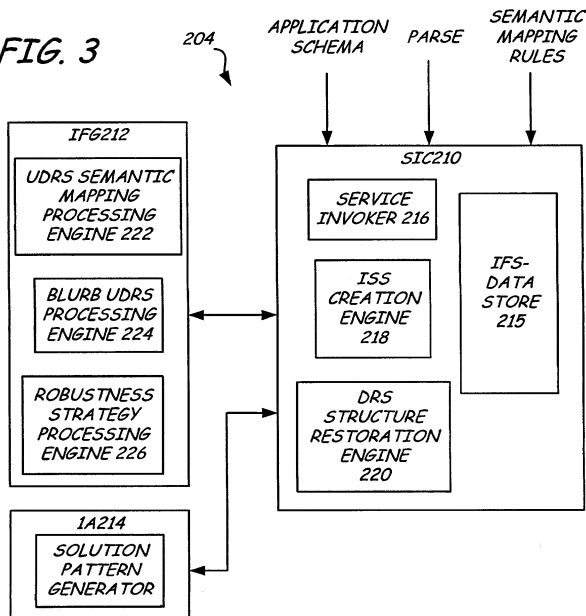 FIG. 3
204
APPLICATION
SCHEMA
PARSE
SEMANTIC
MAPPING
RULES
IFG212
UDRS SEMANTIC
MAPPING
PROCESSING
ENGINE 222
BLURB UDRS
PROCESSING
ENGINE 224
ROBUSTNESS
STRATEGY
PROCESSING
ENGINE 226
1A214
SOLUTION
PATTERN
GENERATOR
SIC210
SERVICE
INVOKER 216
ISS
CREATION
ENGINE
218
DRS
STRUCTURE
RESTORATION
ENGINE
220
IFS-
DATA
STORE
215